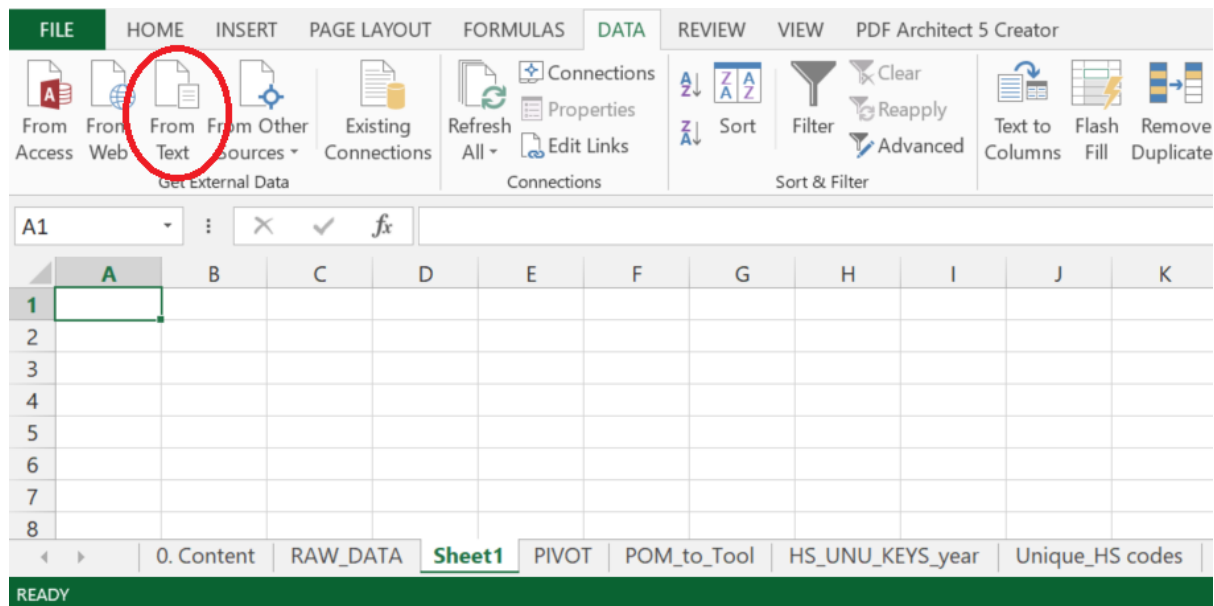 FILE HOME INSERT PAGE LAYOUT FORMULAS DATA REVIEW VIEW PDF Architect 5 Creator
From Access
From Web
From Text
From Other Sources
Existing Connections
Get External Data
Refresh All
Connections
Properties
Edit Links
Connections
A Z
Z A
Z A
A Z
Sort
Filter
Clear
Reapply
Advanced
Sort & Filter
Text to Columns
Flash Fill
Remove Duplicate
A1 fx
A B C D E F G H I J K
1
2
3
4
5
6
7
8
0. Content RAW_DATA Sheet1 PIVOT POM_to_Tool HS_UNU_KEYS_year Unique_HS codes
READY